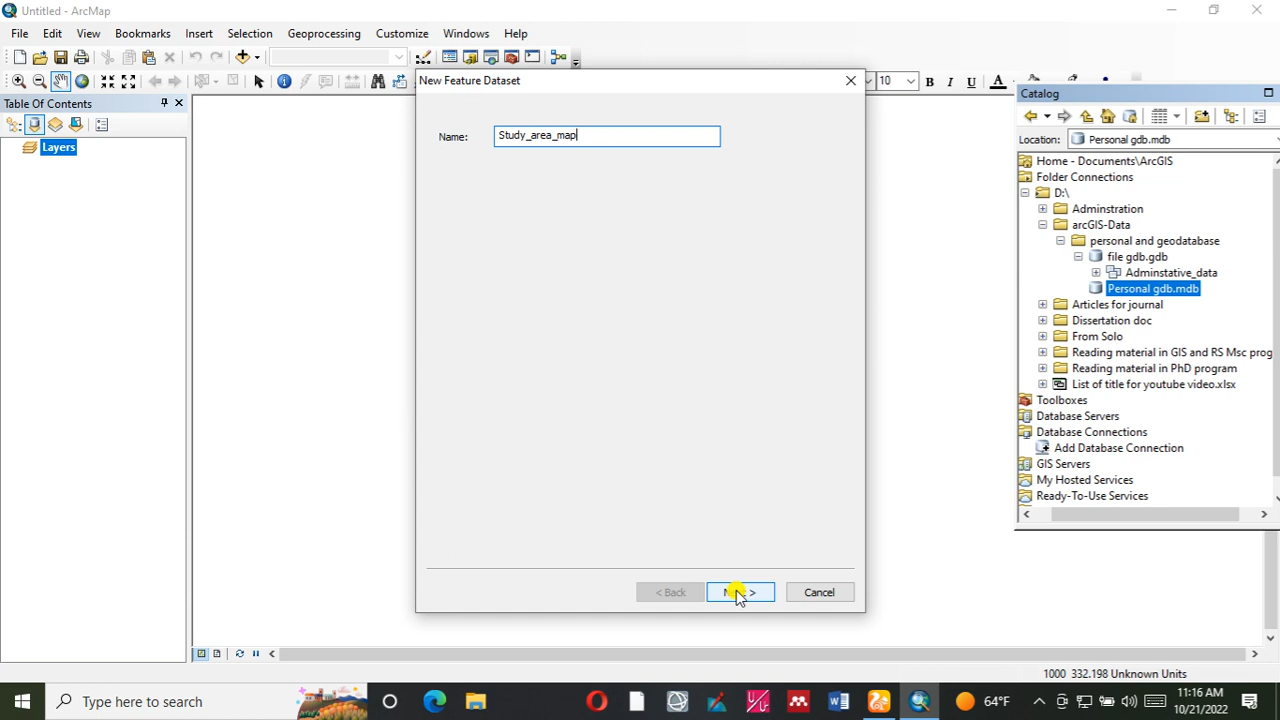 Untitled - ArcMap
File Edit View Bookmarks Insert Selection Geoprocessing Customize Windows Help
10 B I U A
Table Of Contents
Layers
New Feature Dataset
Name: Study_area_map
< Back
>
Cancel
Catalog
Location: Personal gdb.mdb
Home - Documents\ArcGIS
Folder Connections
D:\
Adminstration
arcGIS-Data
personal and geodatabase
file gdb.gdb
Adminstative_data
Personal gdb.mdb
Articles for journal
Dissertation doc
From Solo
Reading material in GIS and RS Msc prog
Reading material in PhD program
List of title for youtube video.xlsx
Toolboxes
Database Servers
Database Connections
Add Database Connection
GIS Servers
My Hosted Services
Ready-To-Use Services
1000 332.198 Unknown Units
Type here to search
64°F
11:16 AM
10/21/2022